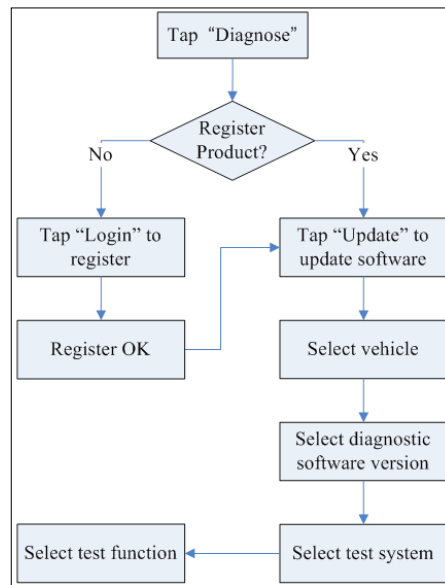 Tap “Diagnose”
Register
Product?
No
Yes
Tap “Login” to
register
Tap “Update” to
update software
Register OK
Select vehicle
Select diagnostic
software version
Select test function
Select test system